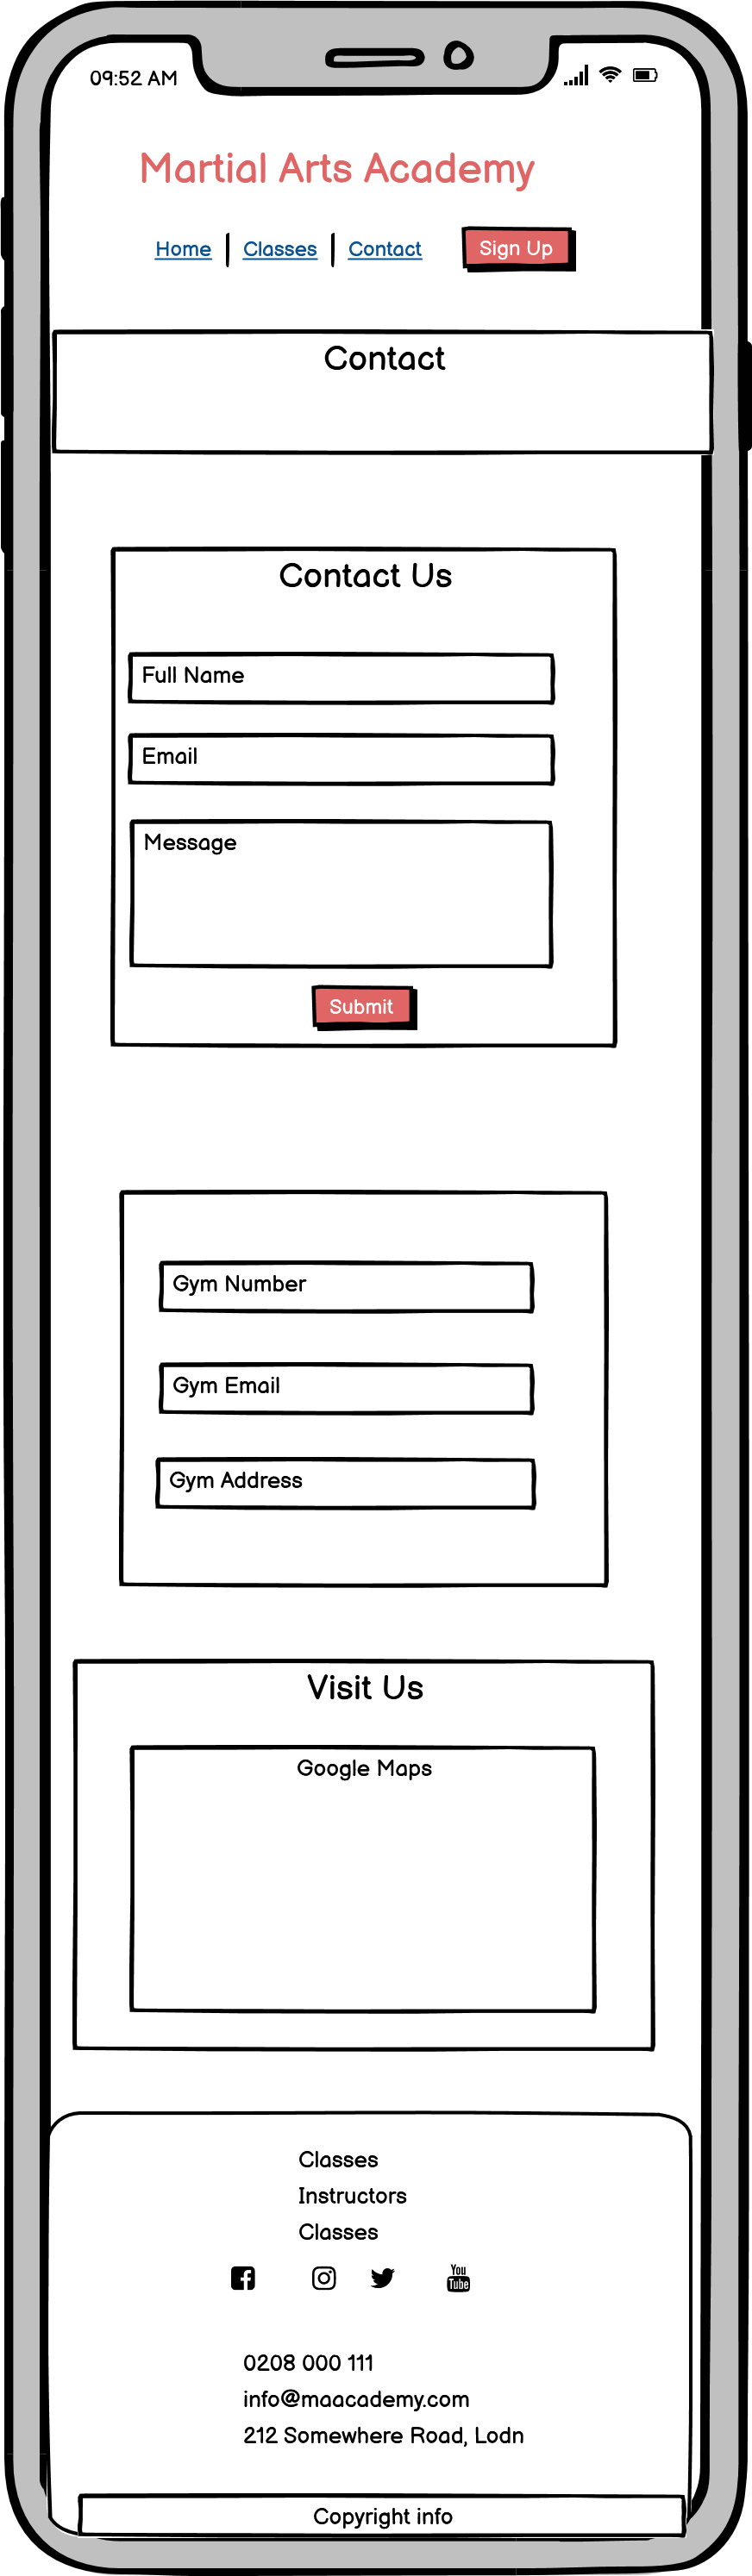 09:52 AM
Martial Arts Academy
Home Classes Contact Sign Up
Contact
Contact Us
Full Name
Email
Message
Submit
Gym Number
Gym Email
Gym Address
Visit Us
Google Maps
Classes
Instructors
Classes
You
Tube
0208 000 111
info@maacademy.com
212 Somewhere Road, Lodn
Copyright info